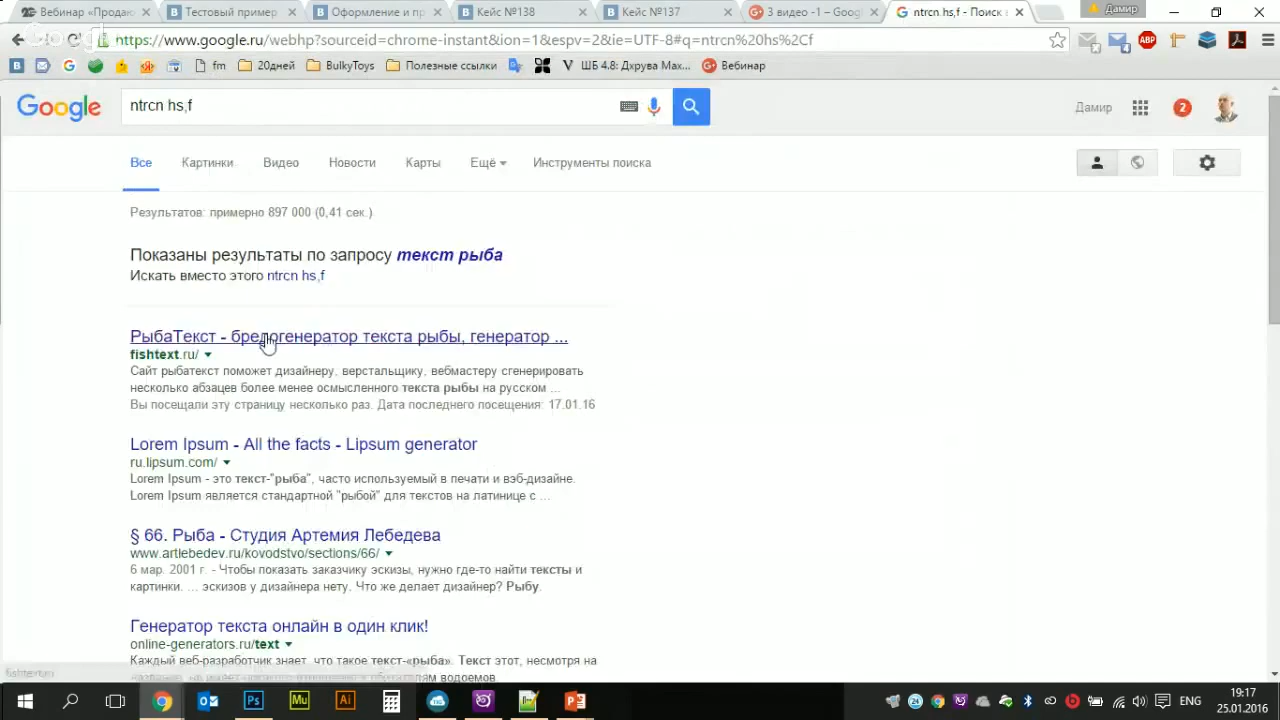 Вебинар «Продаю
Тестовый пример
Оформление и пр
Кейс №138
Кейс №137
3 видео -1 – Googl
ntrcn hs,f - Поиск в
Дамир
https://www.google.ru/webhp?sourceid=chrome-instant&ion=1&espv=2&ie=UTF-8#q=ntrcn%20hs%2Cf
fm
20дней
BulkyToys
Полезные ссылки
ШБ 4.8: Дхрува Мах...
Вебинар
Google
ntrcn hs,f
Дамир
2
Все
Картинки
Видео
Новости
Карты
Ещё
Инструменты поиска
Результатов: примерно 897 000 (0,41 сек.)
Показаны результаты по запросу текст рыба
Искать вместо этого ntrcn hs,f
РыбаТекст - бредогенератор текста рыбы, генератор ...
fishtext.ru/
Сайт рыбатекст поможет дизайнеру, верстальщику, вебмастеру сгенерировать
несколько абзацев более менее осмысленного текста рыбы на русском ...
Вы посещали эту страницу несколько раз. Дата последнего посещения: 17.01.16
Lorem Ipsum - All the facts - Lipsum generator
ru.lipsum.com/
Lorem Ipsum - это текст-"рыба", часто используемый в печати и вэб-дизайне.
Lorem Ipsum является стандартной "рыбой" для текстов на латинице с ...
§ 66. Рыба - Студия Артемия Лебедева
www.artlebedev.ru/kovodstvo/sections/66/
6 мар. 2001 г. - Чтобы показать заказчику эскизы, нужно где-то найти тексты и
картинки. ... эскизов у дизайнера нету. Что же делает дизайнер? Рыбу.
Генератор текста онлайн в один клик!
online-generators.ru/text
Каждый веб-разработчик знает, что такое текст-«рыба». Текст этот, несмотря на
ENG
19:17
25.01.2016